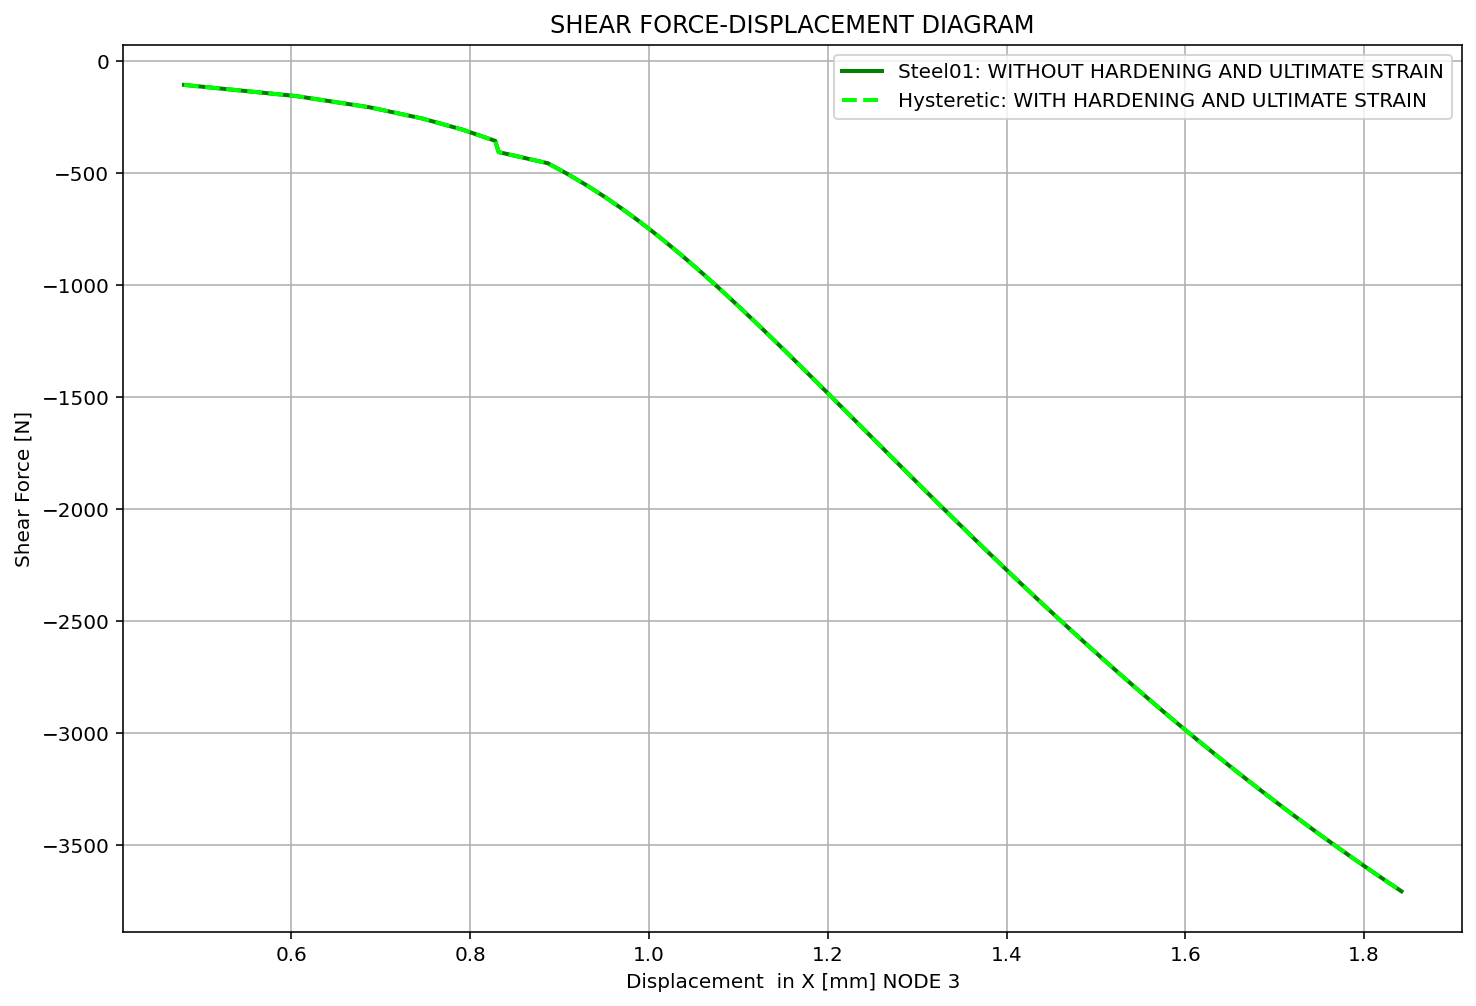 SHEAR FORCE-DISPLACEMENT DIAGRAM
Steel01: WITHOUT HARDENING AND ULTIMATE STRAIN
Hysteretic: WITH HARDENING AND ULTIMATE STRAIN
0
−500
−1000
−1500
−2000
−2500
−3000
−3500
Shear Force [N]
0.6 0.8 1.0 1.2 1.4 1.6 1.8
Displacement  in X [mm] NODE 3